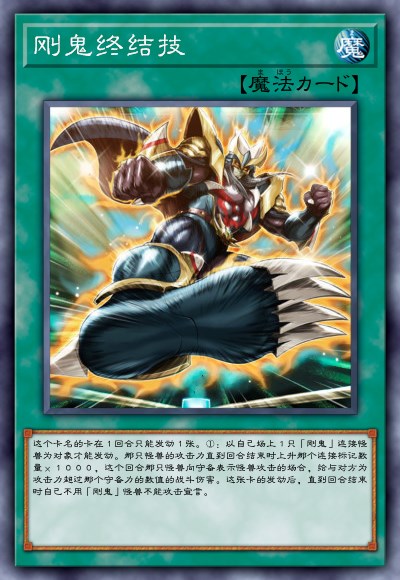 刚鬼终结技
魔
【魔法カード】
ま ほう
这个卡名的卡在1回合只能发动1张。①:以自己场上1只「刚鬼」连接怪
兽为对象才能发动。那只怪兽的攻击力直到回合结束时上升那个连接标记数
量×1000,这个回合那只怪兽向守备表示怪兽攻击的场合,给与对方为
攻击力超过那个守备力的数值的战斗伤害。这张卡的发动后,直到回合结束
时自己不用「刚鬼」怪兽不能攻击宣言。